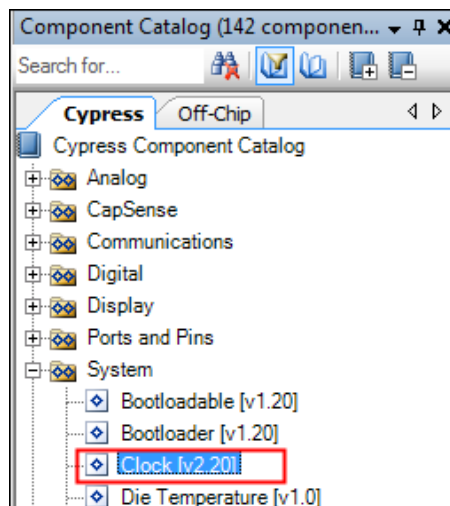 Component Catalog (142 componen...
Search for...
Cypress Off-Chip
Cypress Component Catalog
Analog
CapSense
Communications
Digital
Display
Ports and Pins
System
Bootloadable [v1.20]
Bootloader [v1.20]
Clock [v2.20]
Die Temperature [v1.0]